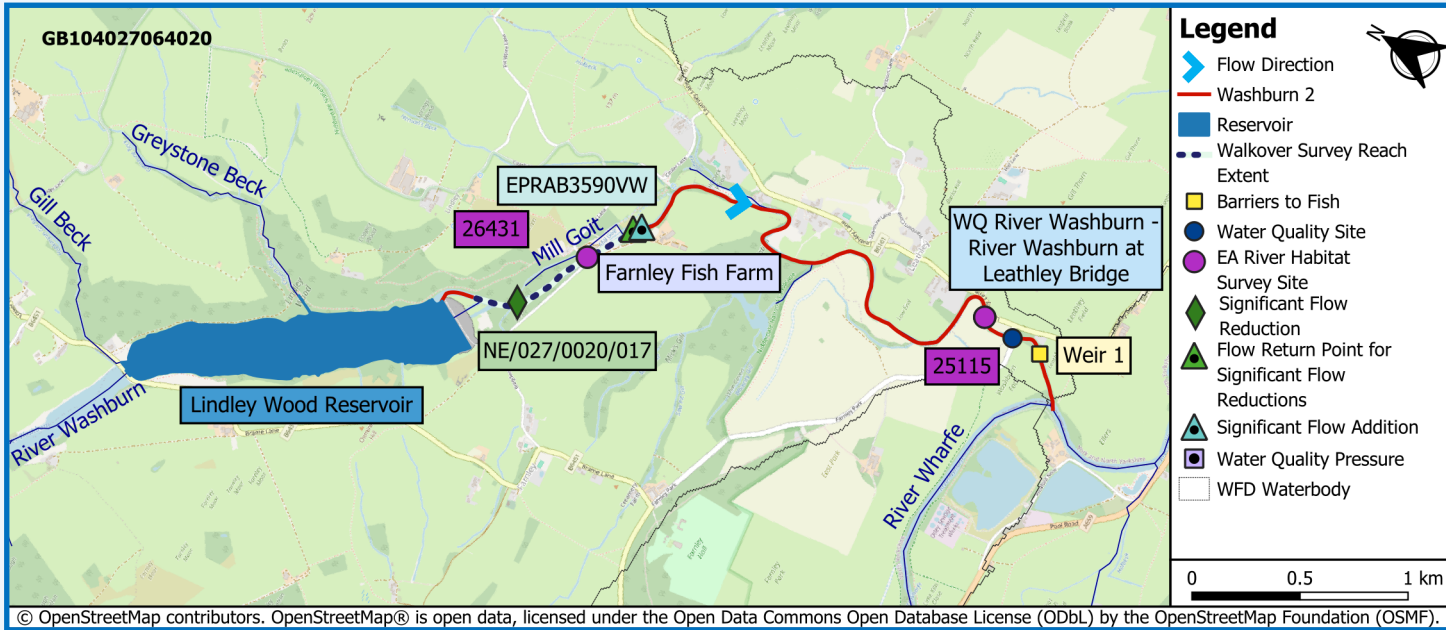 GB104027064020
Greystone Beck
Gill Beck
EPRAB3590VW
26431
Mill Goit
Farnley Fish Farm
WQ River Washburn -
River Washburn at
Leathley Bridge
NE/027/0020/017
25115
Weir 1
Lindley Wood Reservoir
River Washburn
River Wharfe
Legend
Flow Direction
Washburn 2
Reservoir
Walkover Survey Reach
Extent
Barriers to Fish
Water Quality Site
EA River Habitat
Survey Site
Significant Flow
Reduction
Flow Return Point for
Significant Flow
Reductions
Significant Flow Addition
Water Quality Pressure
WFD Waterbody
N
0 0.5 1 km
© OpenStreetMap contributors. OpenStreetMap® is open data, licensed under the Open Data Commons Open Database License (ODbL) by the OpenStreetMap Foundation (OSMF).